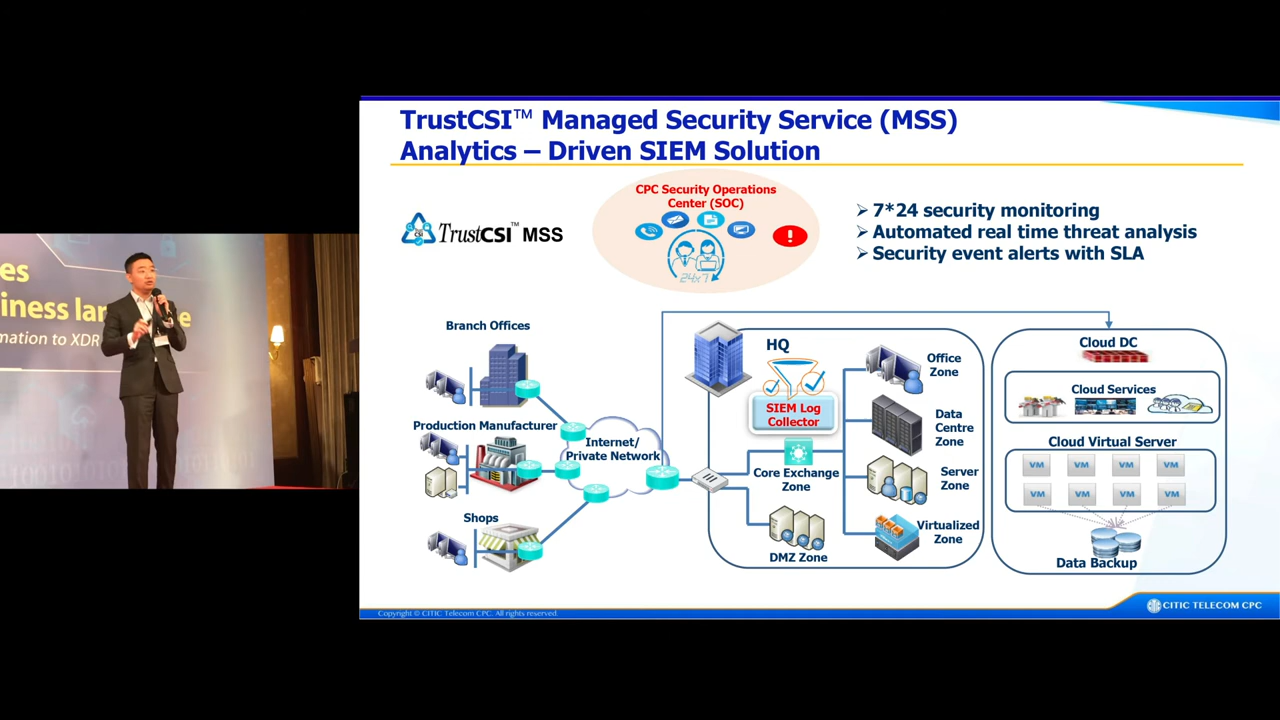 TrustCSI™ Managed Security Service (MSS)
Analytics – Driven SIEM Solution
CSI
TrustCSI™ MSS
CPC Security Operations
Center (SOC)
24x7
!
➢ 7*24 security monitoring
➢ Automated real time threat analysis
➢ Security event alerts with SLA
es
iness lan e
mation to XDR
Branch Offices
Production Manufacturer
Shops
Internet/
Private Network
HQ
SIEM Log
Collector
Core Exchange
Zone
DMZ Zone
Office
Zone
Data
Centre
Zone
Server
Zone
Virtualized
Zone
Cloud DC
Cloud Services
Cloud Virtual Server
VM VM VM VM
VM VM VM VM
Data Backup
Copyright © CITIC Telecom CPC. All rights reserved.
CITIC TELECOM CPC